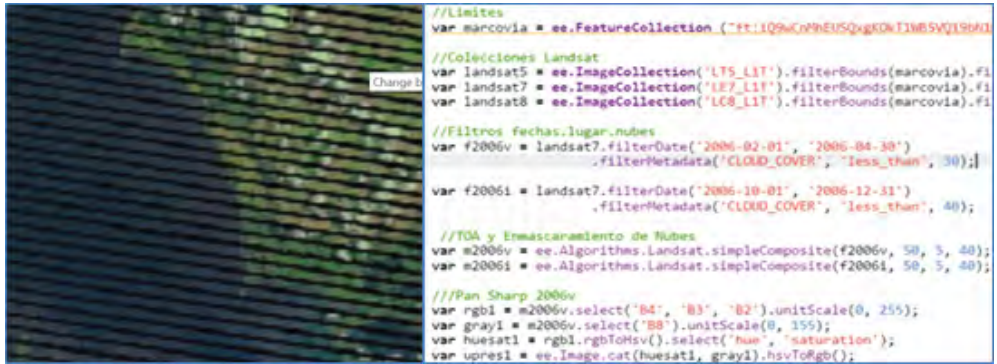 Change b
//Limites
var marcovia = ee.FeatureCollection
//Colecciones Landsat
var landsat5 = ee.ImageCollection('LT5_L1T').filterBounds(marcovia).fi
var landsat7 = ee.ImageCollection('LE7_L1T').filterBounds(marcovia).fi
var landsat8 = ee.ImageCollection('LC8_L1T').filterBounds(marcovia).fi
//Filtros fechas.lugar.nubes
var f2006v = landsat7.filterDate('2006-02-01', '2006-04-30')
.filterMetadata('CLOUD_COVER', 'less_than', 30);
var f2006i = landsat7.filterDate('2006-10-01', '2006-12-31')
.filterMetadata('CLOUD_COVER', 'less_than', 40);
//TOA y Enmascaramiento de Nubes
var m2006v = ee.Algorithms.Landsat.simpleComposite(f2006v, 50, 5, 40);
var m2006i = ee.Algorithms.Landsat.simpleComposite(f2006i, 50, 5, 40);
///Pan Sharp 2006v
var rgb1 = m2006v.select('B4', 'B3', 'B2').unitScale(0, 255);
var gray1 = m2006v.select('B8').unitScale(0, 155);
var huesat1 = rgb1.rgbToHsv().select('hue', 'saturation');
var upres1 = ee.Image.cat(huesat1, gray1).hsvToRgb();